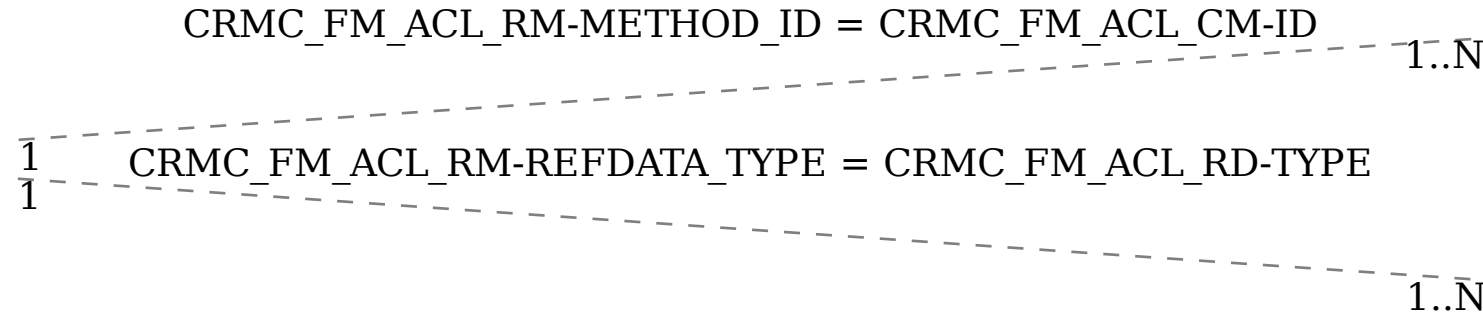 CRMC_FM_ACL_RM-METHOD_ID = CRMC_FM_ACL_CM-ID
1..N
1
CRMC_FM_ACL_RM-REFDATA_TYPE = CRMC_FM_ACL_RD-TYPE
1
1..N